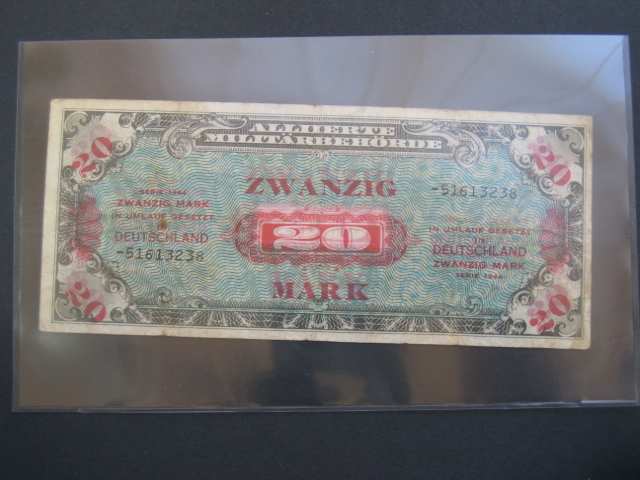 ALLIIERTE
MILITÄRBEHÖRDE
20
20
ZWANZIG
-51613238
SERIE 1944
ZWANZIG MARK
IN UMLAUF GESETZT
IN
DEUTSCHLAND
-51613238
20
IN UMLAUF GESETZT
IN
DEUTSCHLAND
ZWANZIG MARK
SERIE 1944
MARK
20
20